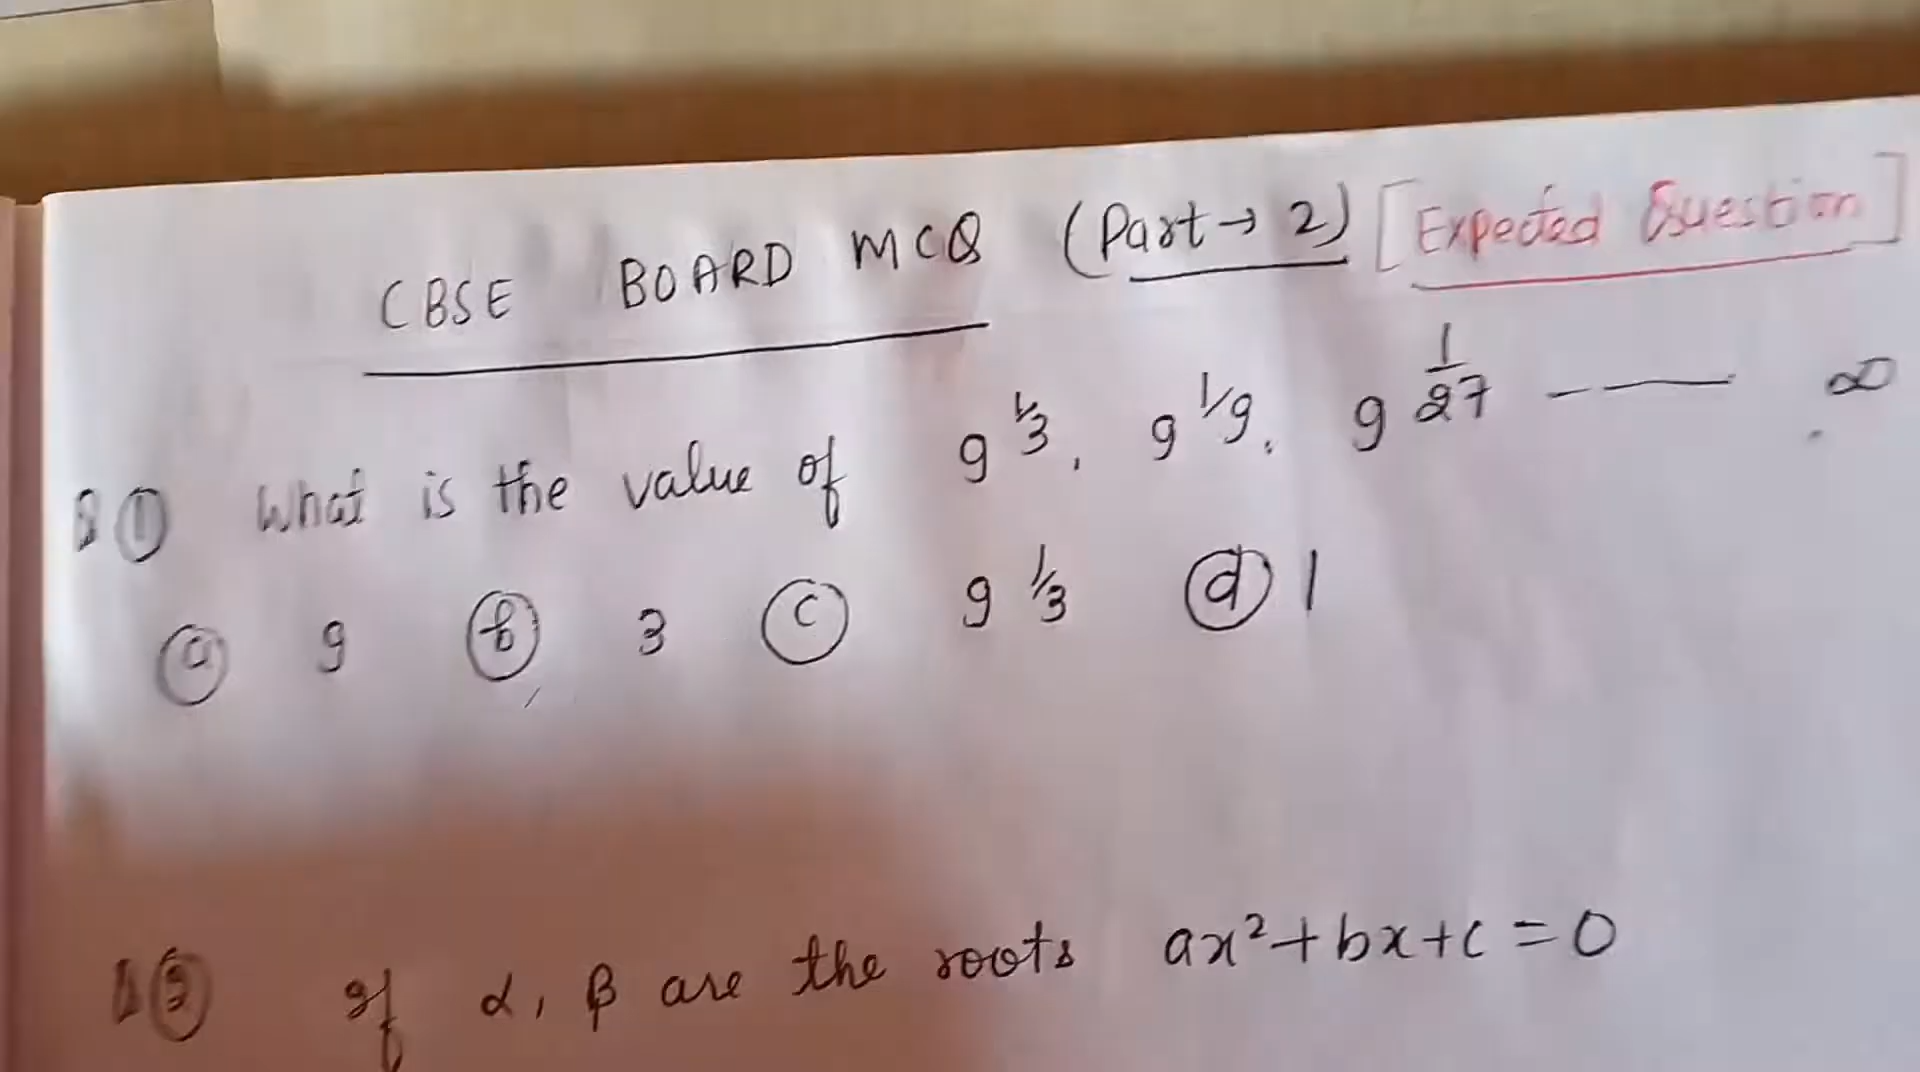 CBSE BOARD MCQ (Part → 2) [Expected Question]
Q ① What is the value of 9^1/3, 9^1/9, 9^1/27 —— ∞
ⓐ 9 ⓑ 3 ⓒ 9^1/3 ⓓ 1
If α, β are the roots ax²+bx+c=0